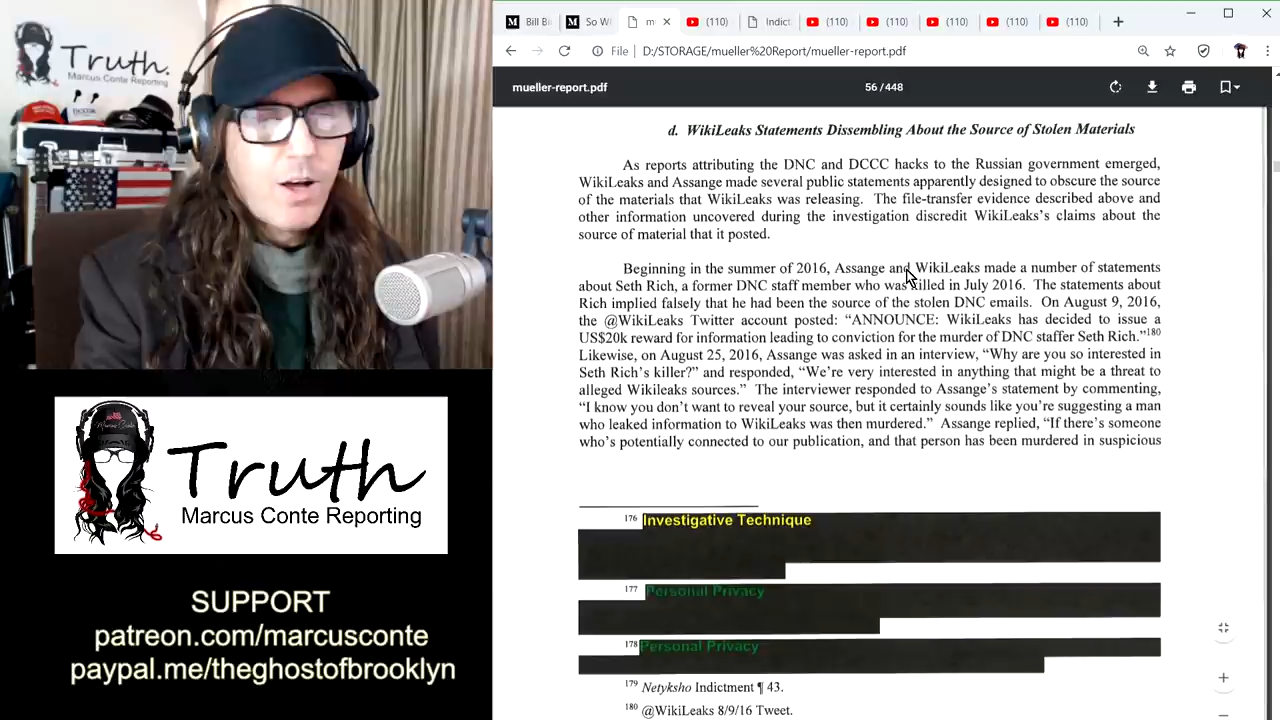 Truth.
Marcus Conte Reporting
Truth
Marcus Conte Reporting
SUPPORT
patreon.com/marcusconte
paypal.me/theghostofbrooklyn
Bill Bi
So W
m
(110)
Indict
(110)
(110)
(110)
(110)
(110)
File
D:/STORAGE/mueller%20Report/mueller-report.pdf
mueller-report.pdf
56 / 448
d. WikiLeaks Statements Dissembling About the Source of Stolen Materials
As reports attributing the DNC and DCCC hacks to the Russian government emerged,
WikiLeaks and Assange made several public statements apparently designed to obscure the source
of the materials that WikiLeaks was releasing. The file-transfer evidence described above and
other information uncovered during the investigation discredit WikiLeaks's claims about the
source of material that it posted.
Beginning in the summer of 2016, Assange and WikiLeaks made a number of statements
about Seth Rich, a former DNC staff member who was killed in July 2016. The statements about
Rich implied falsely that he had been the source of the stolen DNC emails. On August 9, 2016,
the @WikiLeaks Twitter account posted: “ANNOUNCE: WikiLeaks has decided to issue a
US$20k reward for information leading to conviction for the murder of DNC staffer Seth Rich.”180
Likewise, on August 25, 2016, Assange was asked in an interview, “Why are you so interested in
Seth Rich's killer?” and responded, “We're very interested in anything that might be a threat to
alleged Wikileaks sources.” The interviewer responded to Assange's statement by commenting,
“I know you don't want to reveal your source, but it certainly sounds like you're suggesting a man
who leaked information to WikiLeaks was then murdered.” Assange replied, “If there's someone
who's potentially connected to our publication, and that person has been murdered in suspicious
176 Investigative Technique
177 Personal Privacy
178 Personal Privacy
179 Netyksho Indictment ¶ 43.
180 @WikiLeaks 8/9/16 Tweet.